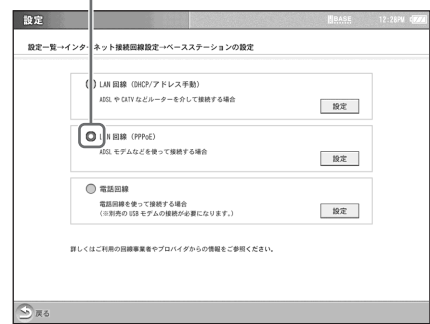 設定
BASE 12:28PM
設定一覧→インターネット接続回線設定→ベースステーションの設定
LAN 回線 (DHCP/アドレス手動)
ADSL や CATV などルーターを介して接続する場合
設定
LAN 回線 (PPPoE)
ADSL モデムなどを使って接続する場合
設定
電話回線
電話回線を使って接続する場合
(※別売の USB モデムの接続が必要になります。)
設定
詳しくはご利用の回線事業者やプロバイダからの情報をご参照ください。
戻る